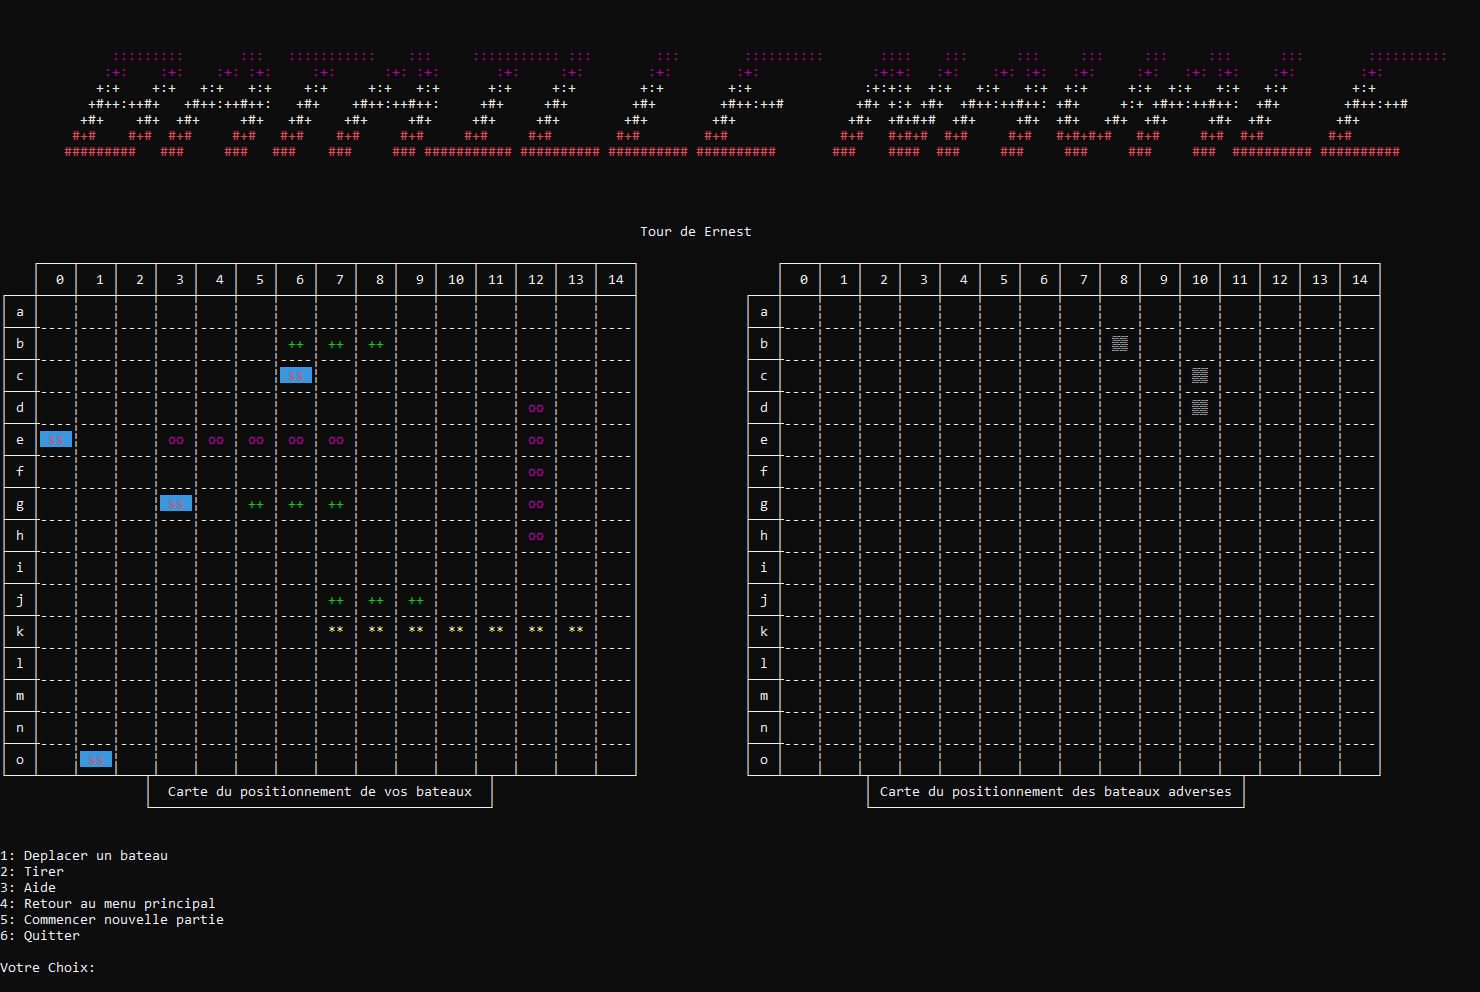 BATAILLE NAVALE
Tour de Ernest
0 1 2 3 4 5 6 7 8 9 10 11 12 13 14
0 1 2 3 4 5 6 7 8 9 10 11 12 13 14
a a
b ++ ++ ++ b
c ss c
d oo d
e ss oo oo oo oo oo oo e
f oo f
g ss ++ ++ ++ oo g
h oo h
i i
j ++ ++ ++ j
k ** ** ** ** ** ** ** k
l l
m m
n n
o ss o
Carte du positionnement de vos bateaux
Carte du positionnement des bateaux adverses
1: Deplacer un bateau
2: Tirer
3: Aide
4: Retour au menu principal
5: Commencer nouvelle partie
6: Quitter
Votre Choix: